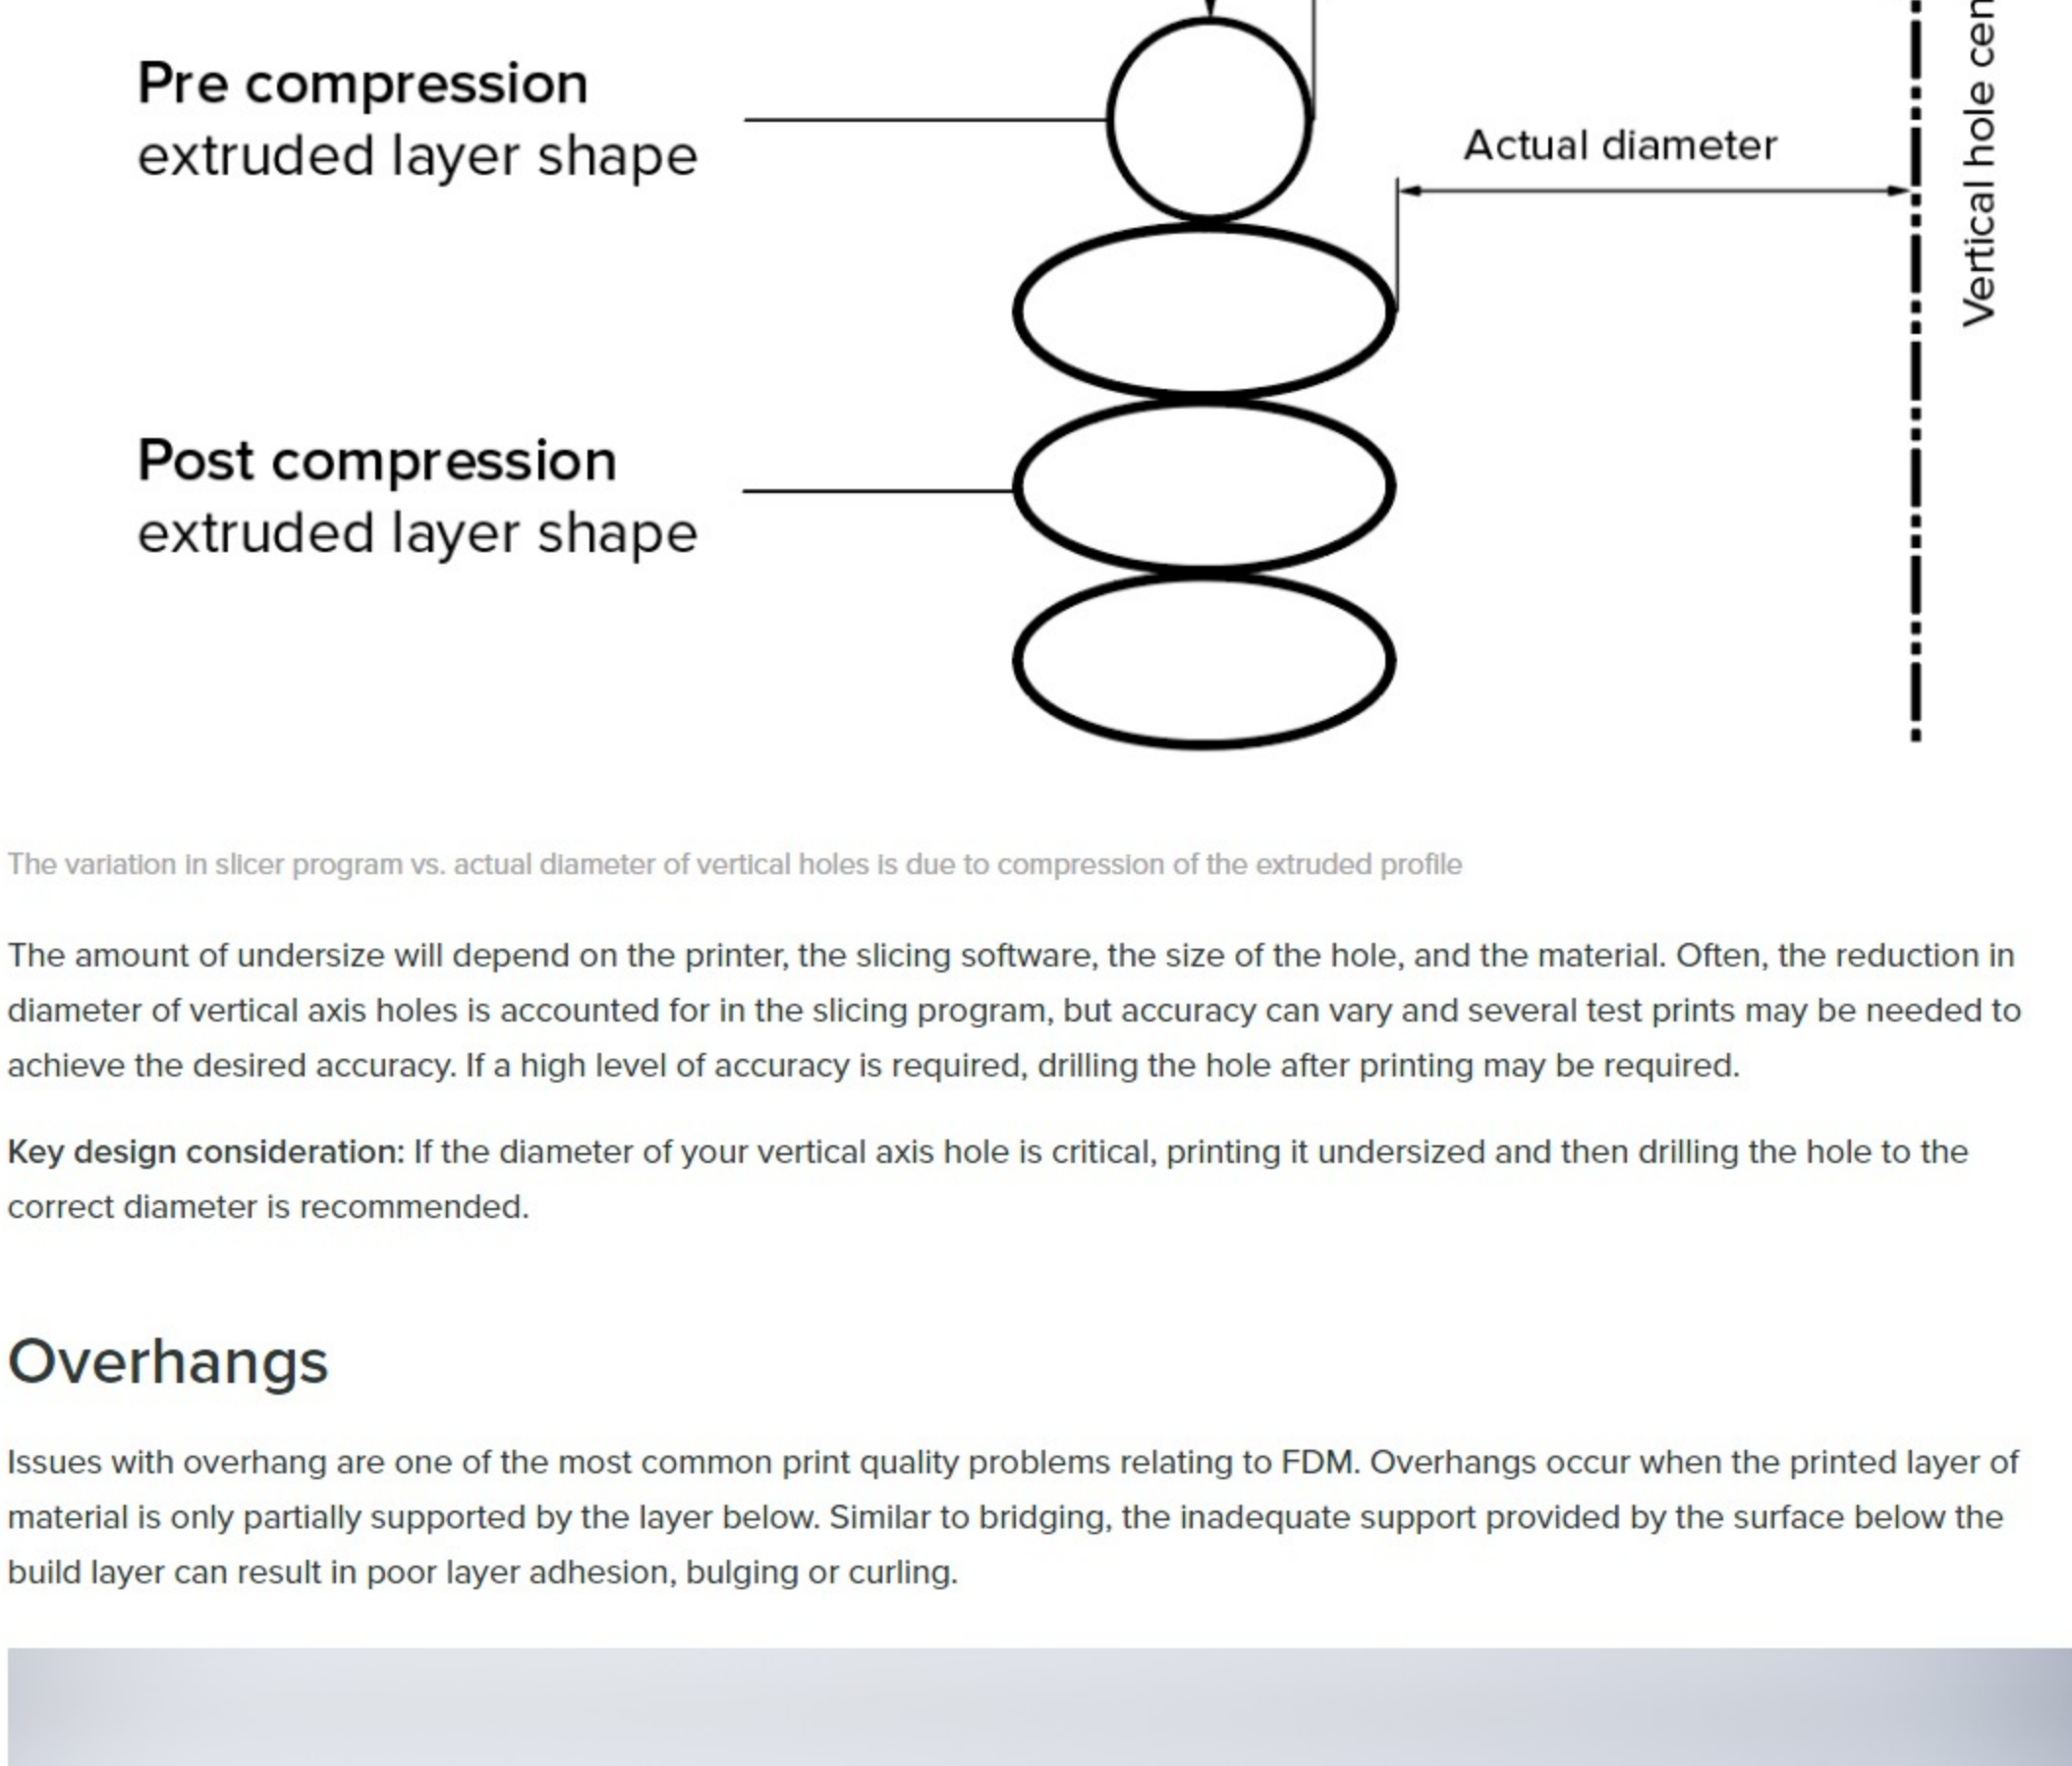 Pre compression
extruded layer shape
Actual diameter
Vertical hole
Post compression
extruded layer shape
The variation in slicer program vs. actual diameter of vertical holes is due to compression of the extruded profile
The amount of undersize will depend on the printer, the slicing software, the size of the hole, and the material. Often, the reduction in
diameter of vertical axis holes is accounted for in the slicing program, but accuracy can vary and several test prints may be needed to
achieve the desired accuracy. If a high level of accuracy is required, drilling the hole after printing may be required.
Key design consideration: If the diameter of your vertical axis hole is critical, printing it undersized and then drilling the hole to the
correct diameter is recommended.
Overhangs
Issues with overhang are one of the most common print quality problems relating to FDM. Overhangs occur when the printed layer of
material is only partially supported by the layer below. Similar to bridging, the inadequate support provided by the surface below the
build layer can result in poor layer adhesion, bulging or curling.